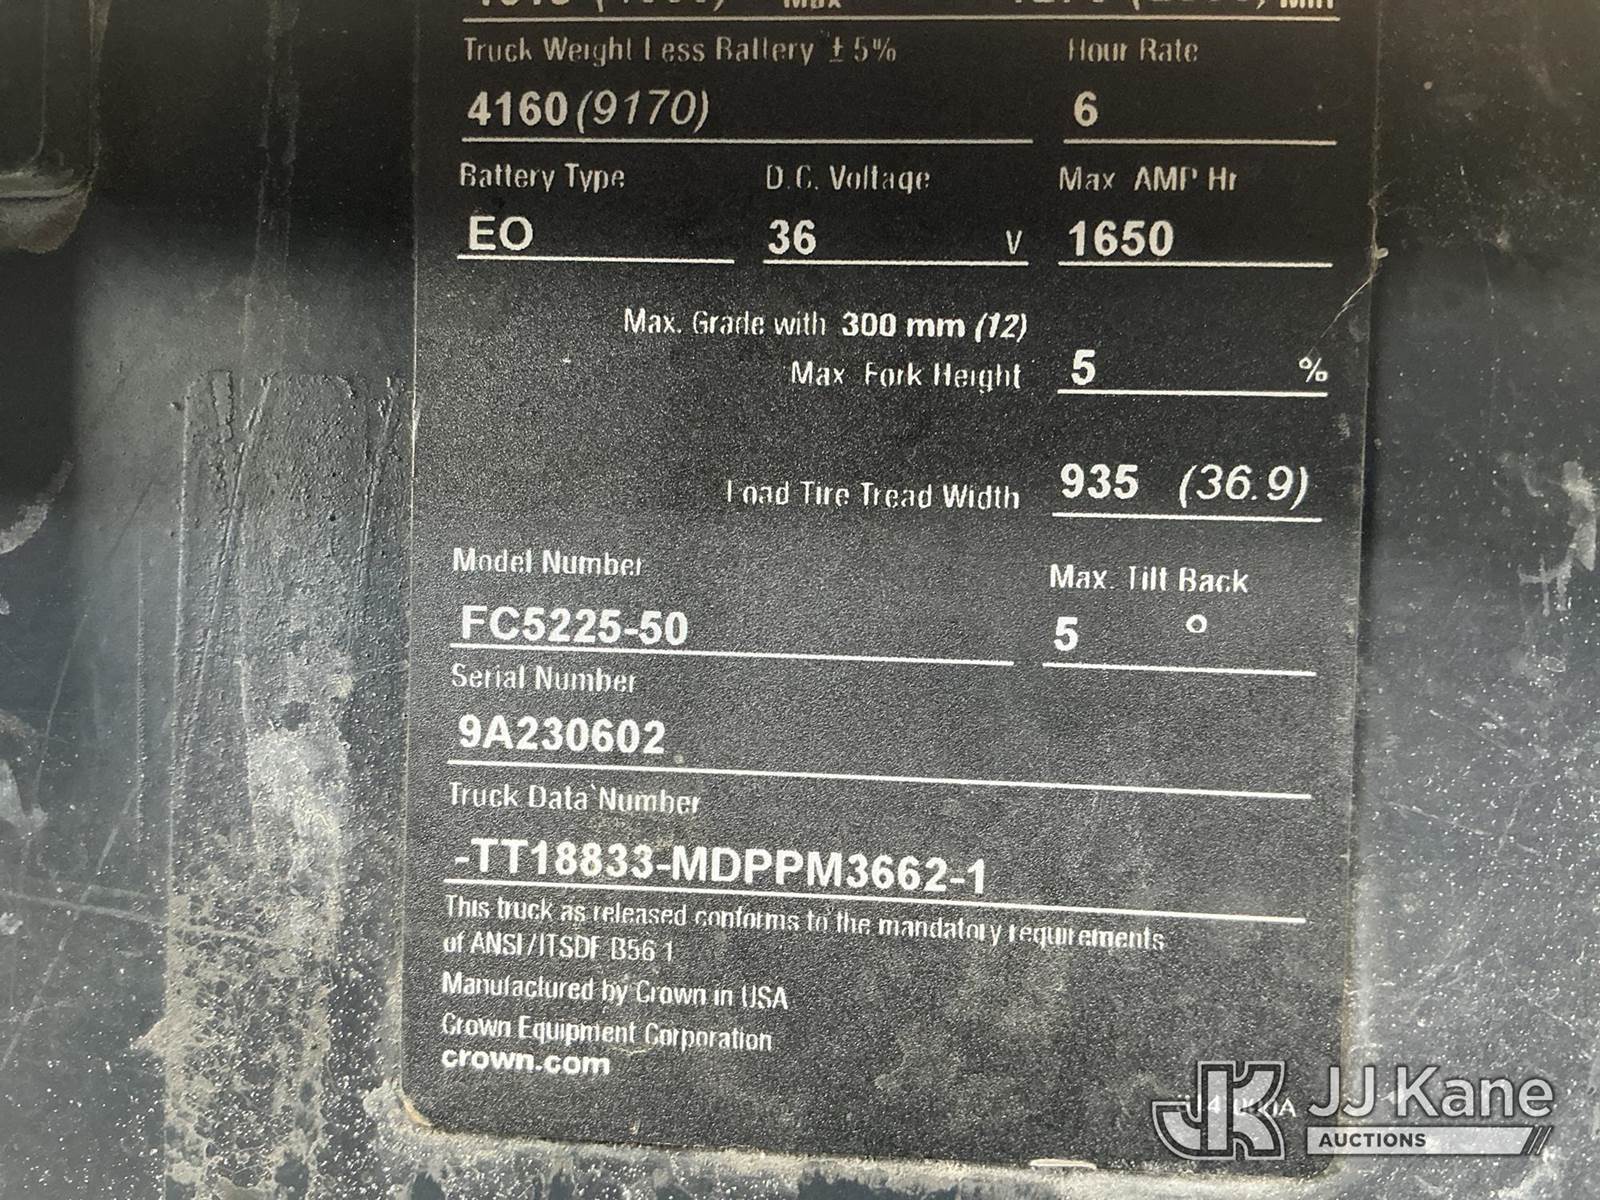 Max Min
Truck Weight Less Battery ± 5% Hour Rate
4160 (9170) 6
Battery Type D.C. Voltage Max AMP Hr
EO 36 V 1650
Max. Grade with 300 mm (12)
Max Fork Height 5 %
Load Tire Tread Width 935 (36.9)
Model Number Max. Tilt Back
FC5225-50 5 °
Serial Number
9A230602
Truck Data Number
-TT18833-MDPPM3662-1
This truck as released conforms to the mandatory requirements
of ANSI/ITSDF B56 1
Manufactured by Crown in USA
Crown Equipment Corporation
crown.com
JK JJ Kane
AUCTIONS